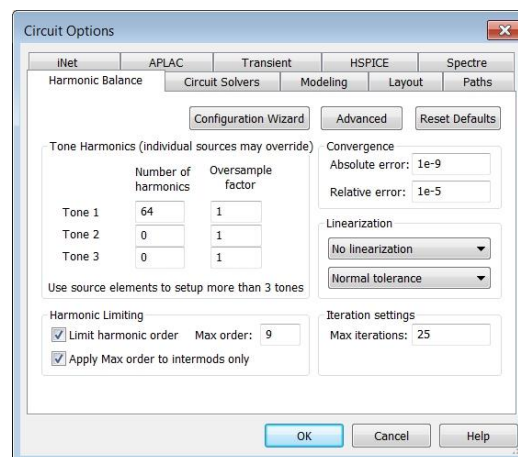 Circuit Options
iNet APLAC Transient HSPICE Spectre
Harmonic Balance Circuit Solvers Modeling Layout Paths
Configuration Wizard Advanced Reset Defaults
Tone Harmonics (individual sources may override)
Number of harmonics Oversample factor
Tone 1 64 1
Tone 2 0 1
Tone 3 0 1
Use source elements to setup more than 3 tones
Convergence
Absolute error: 1e-9
Relative error: 1e-5
Linearization
No linearization
Normal tolerance
Harmonic Limiting
Limit harmonic order Max order: 9
Apply Max order to intermods only
Iteration settings
Max iterations: 25
OK Cancel Help